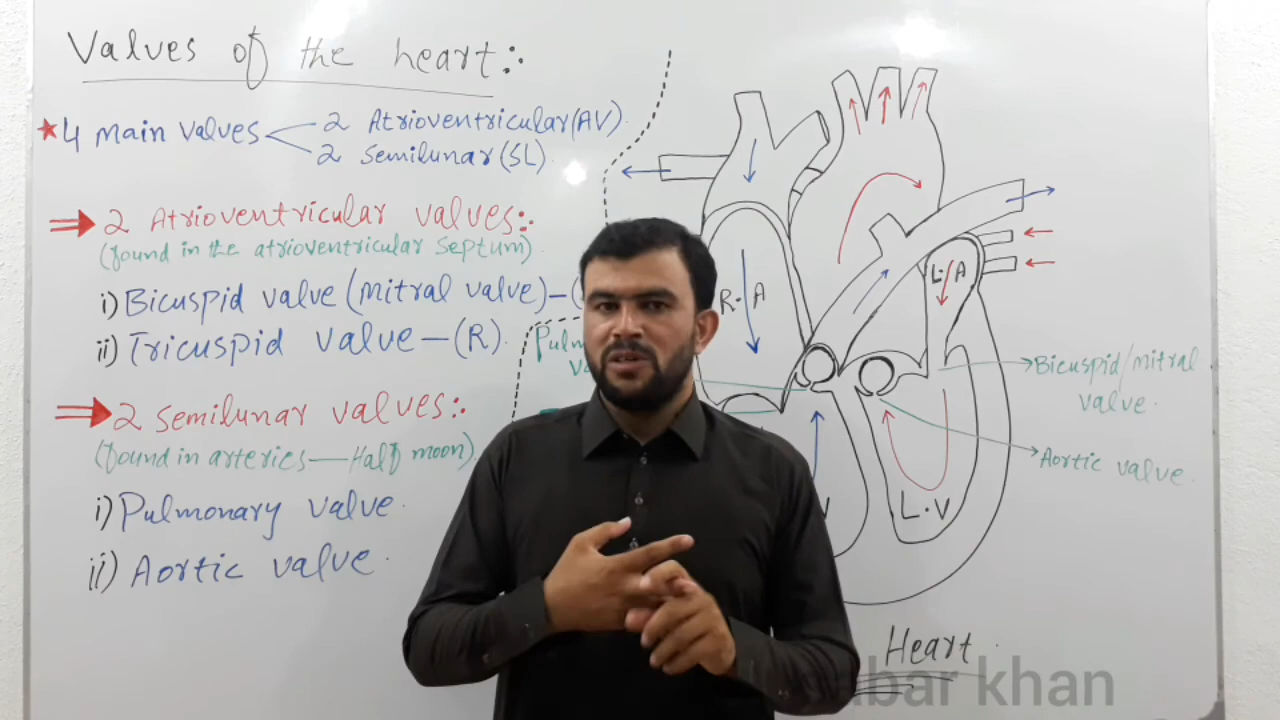 Valves of the heart:
★ 4 main valves 2 Atrioventricular (AV).
2 Semilunar (SL).
⇒ 2 Atrioventricular valves:
(found in the atrioventricular septum)
i) Bicuspid valve (Mitral valve) – (
ii) Tricuspid valve – (R).
⇒ 2 Semilunar valves:
(found in arteries — Half moon)
i) Pulmonary valve.
ii) Aortic valve.
R. A
L. A
L.V
V
Bicuspid/mitral
valve.
Aortic valve
Heart.
khan